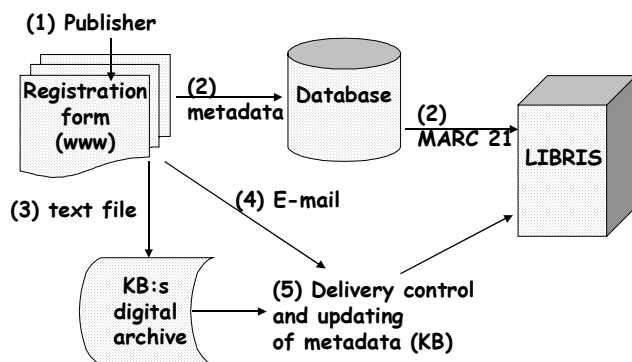 (1) Publisher
Registration
form
(www)
(2)
metadata
Database
(2)
MARC 21
LIBRIS
(3) text file
(4) E-mail
KB:s
digital
archive
(5) Delivery control
and updating
of metadata (KB)